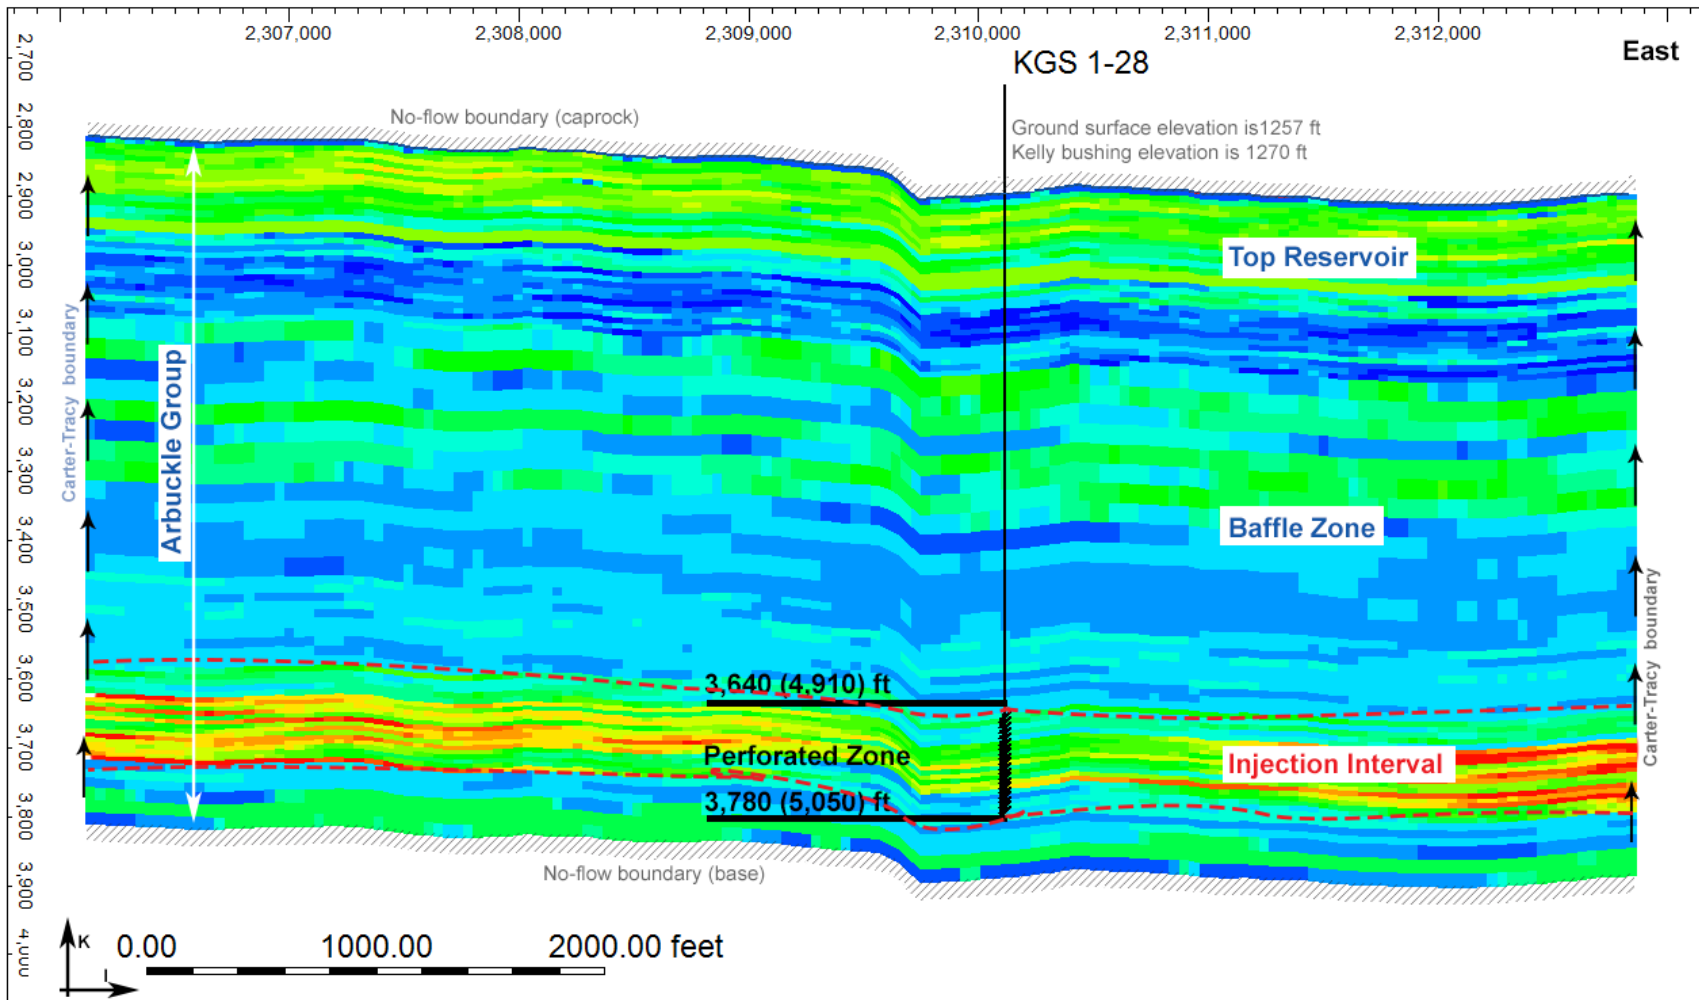 2,307,000
2,308,000
2,309,000
2,310,000
2,311,000
2,312,000
East
KGS 1-28
No-flow boundary (caprock)
Ground surface elevation is1257 ft
Kelly bushing elevation is 1270 ft
2,700
2,800
2,900
3,000
3,100
3,200
3,300
3,400
3,500
3,600
3,700
3,800
3,900
4,000
Carter-Tracy boundary
Arbuckle Group
Top Reservoir
Baffle Zone
3,640 (4,910) ft
Perforated Zone
3,780 (5,050) ft
Injection Interval
Carter-Tracy boundary
No-flow boundary (base)
K
I
0.00
1000.00
2000.00 feet